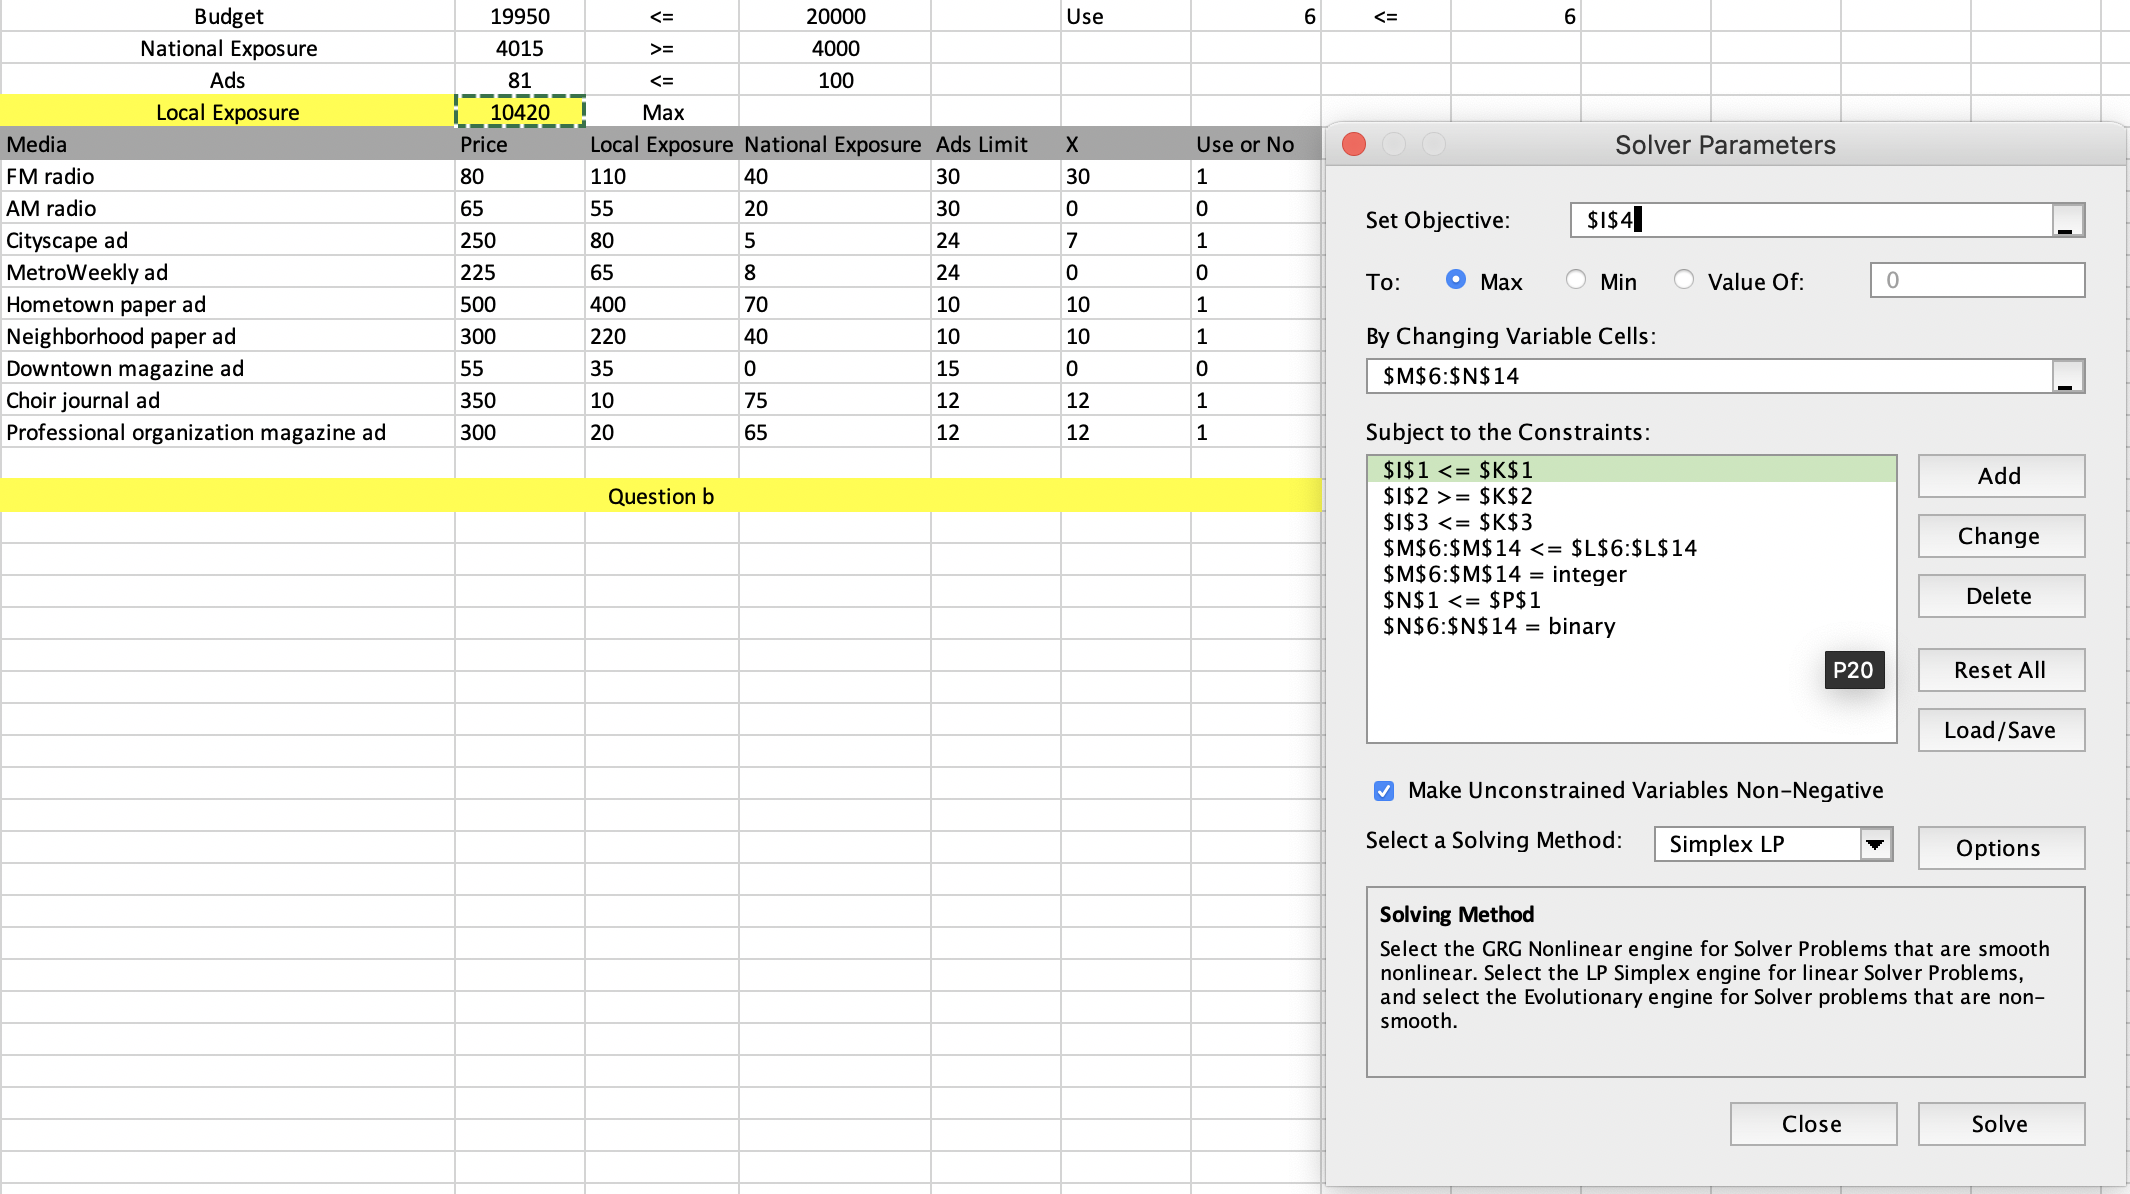 Budget 19950 <= 20000 Use 6 <= 6
National Exposure 4015 >= 4000
Ads 81 <= 100
Local Exposure 10420 Max
Media Price Local Exposure National Exposure Ads Limit X Use or No
FM radio 80 110 40 30 30 1
AM radio 65 55 20 30 0 0
Cityscape ad 250 80 5 24 7 1
MetroWeekly ad 225 65 8 24 0 0
Hometown paper ad 500 400 70 10 10 1
Neighborhood paper ad 300 220 40 10 10 1
Downtown magazine ad 55 35 0 15 0 0
Choir journal ad 350 10 75 12 12 1
Professional organization magazine ad 300 20 65 12 12 1
Question b
Solver Parameters
Set Objective: $I$4
To: Max Min Value Of: 0
By Changing Variable Cells:
$M$6:$N$14
Subject to the Constraints:
$I$1 <= $K$1
$I$2 >= $K$2
$I$3 <= $K$3
$M$6:$M$14 <= $L$6:$L$14
$M$6:$M$14 = integer
$N$1 <= $P$1
$N$6:$N$14 = binary
P20
Add
Change
Delete
Reset All
Load/Save
Make Unconstrained Variables Non-Negative
Select a Solving Method: Simplex LP Options
Solving Method
Select the GRG Nonlinear engine for Solver Problems that are smooth
nonlinear. Select the LP Simplex engine for linear Solver Problems,
and select the Evolutionary engine for Solver problems that are non-
smooth.
Close Solve